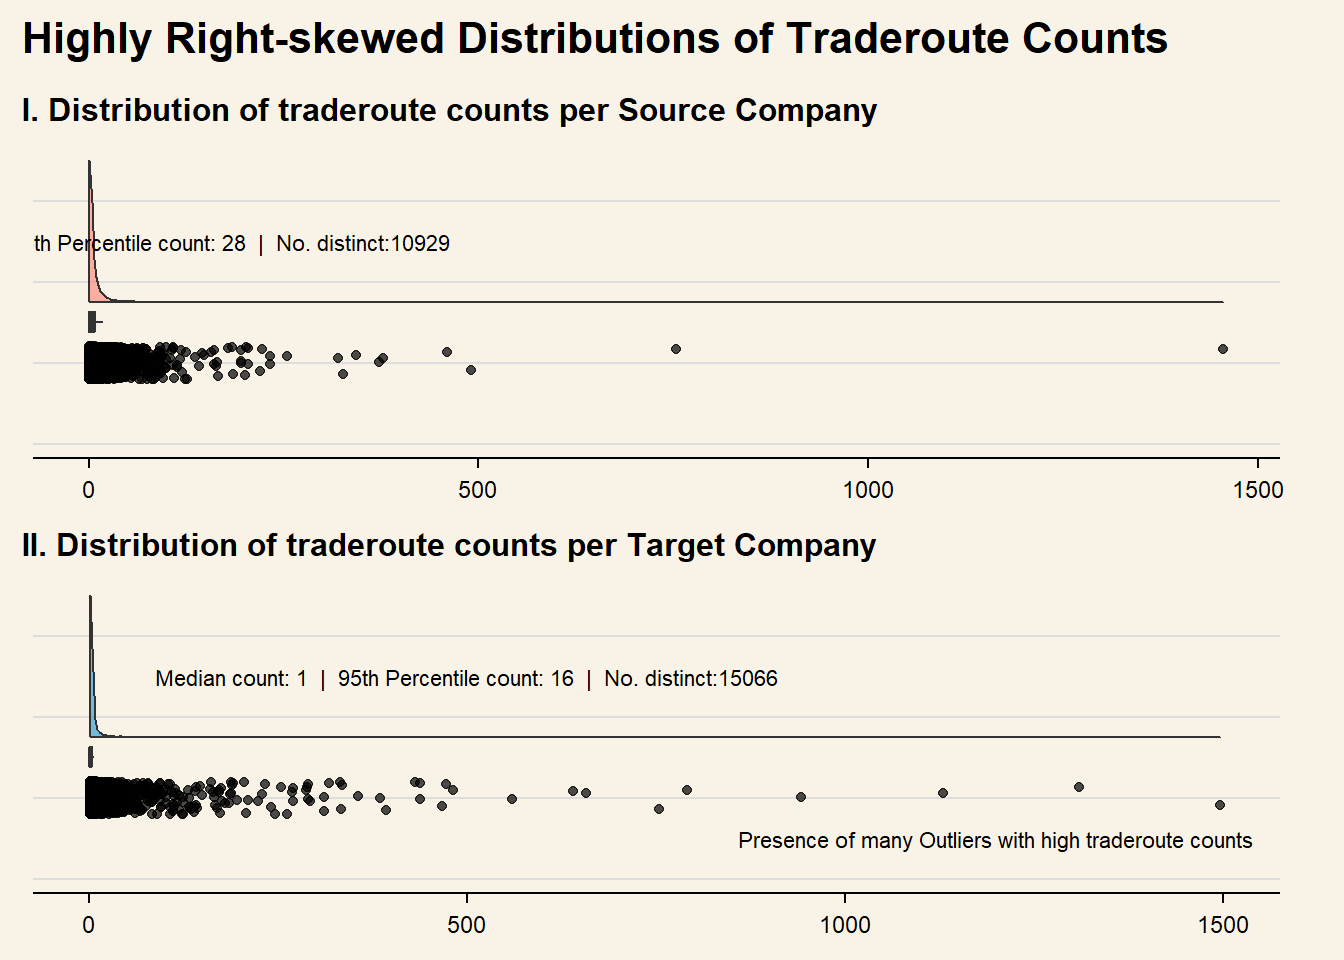 Highly Right-skewed Distributions of Traderoute Counts
I. Distribution of traderoute counts per Source Company
th Percentile count: 28 | No. distinct:10929
0 500 1000 1500
II. Distribution of traderoute counts per Target Company
Median count: 1 | 95th Percentile count: 16 | No. distinct:15066
Presence of many Outliers with high traderoute counts
0 500 1000 1500